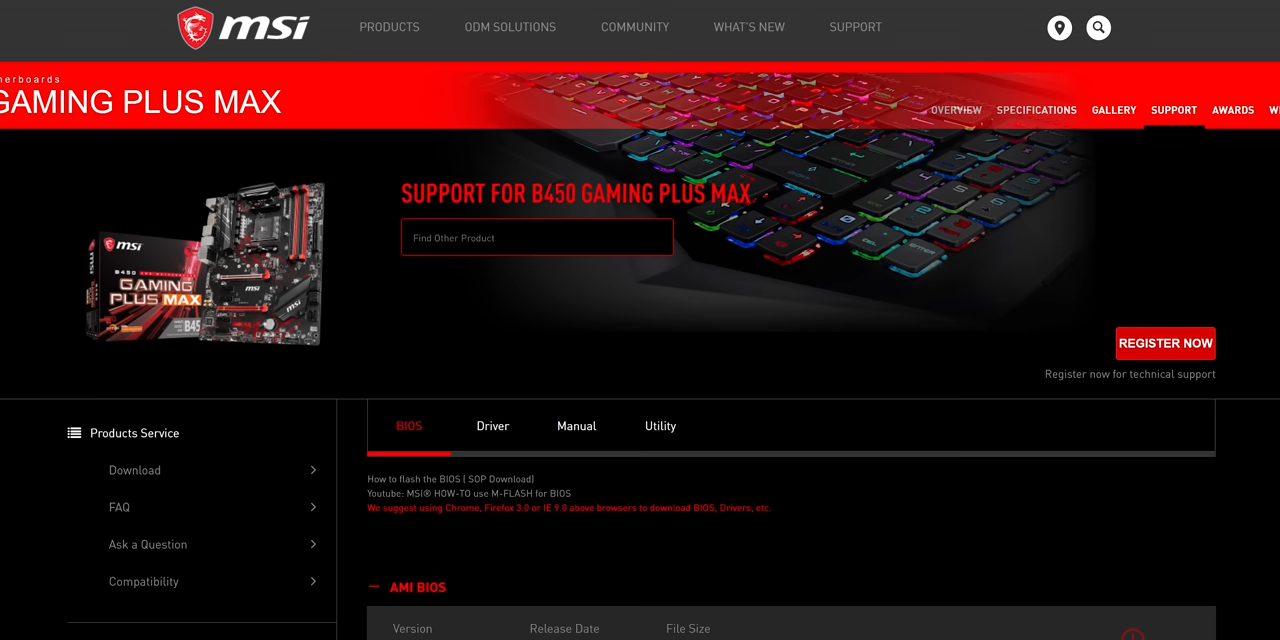 msi
PRODUCTS ODM SOLUTIONS COMMUNITY WHAT'S NEW SUPPORT
GAMING PLUS MAX
OVERVIEW SPECIFICATIONS GALLERY SUPPORT AWARDS
SUPPORT FOR B450 GAMING PLUS MAX
Find Other Product
msi
B450
GAMING
PLUS MAX
REGISTER NOW
Register now for technical support
Products Service
Download
FAQ
Ask a Question
Compatibility
BIOS Driver Manual Utility
How to flash the BIOS ( SOP Download)
Youtube: MSI® HOW-TO use M-FLASH for BIOS
We suggest using Chrome, Firefox 3.0 or IE 9.0 above browsers to download BIOS, Drivers, etc.
AMI BIOS
Version Release Date File Size